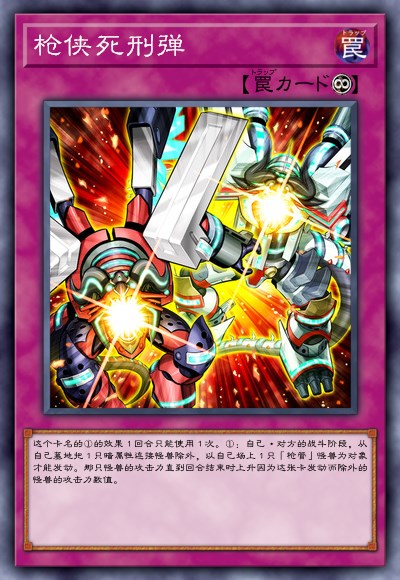 枪侠死刑弹
トラップ
罠
トラップ
【罠カード】
这个卡名的①的效果1回合只能使用1次。①:自己·对方的战斗阶段,从
自己墓地把1只暗属性连接怪兽除外,以自己场上1只「枪管」怪兽为对象
才能发动。那只怪兽的攻击力直到回合结束时上升因为这张卡发动而除外的
怪兽的攻击力数值。